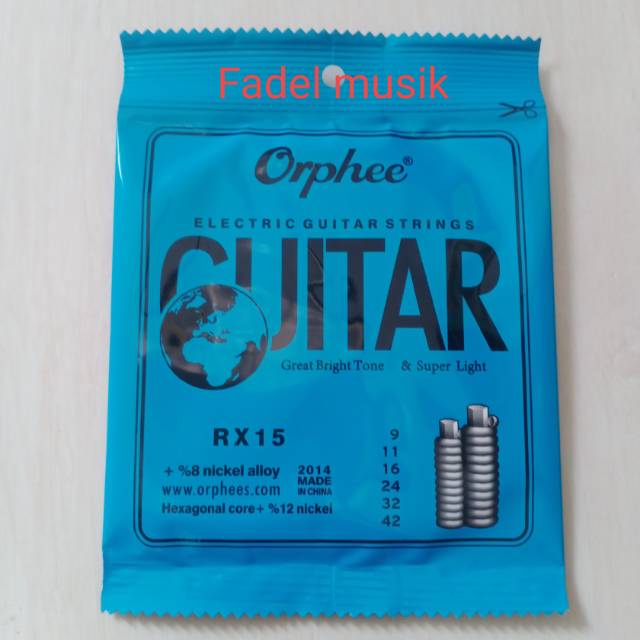 Fadel musik
Orphee®
ELECTRIC GUITAR STRINGS
GUITAR
Great Bright Tone & Super Light
RX15
+ %8 nickel alloy
www.orphees.com
Hexagonal core+ %12 nickel
2014
MADE
IN CHINA
9
11
16
24
32
42